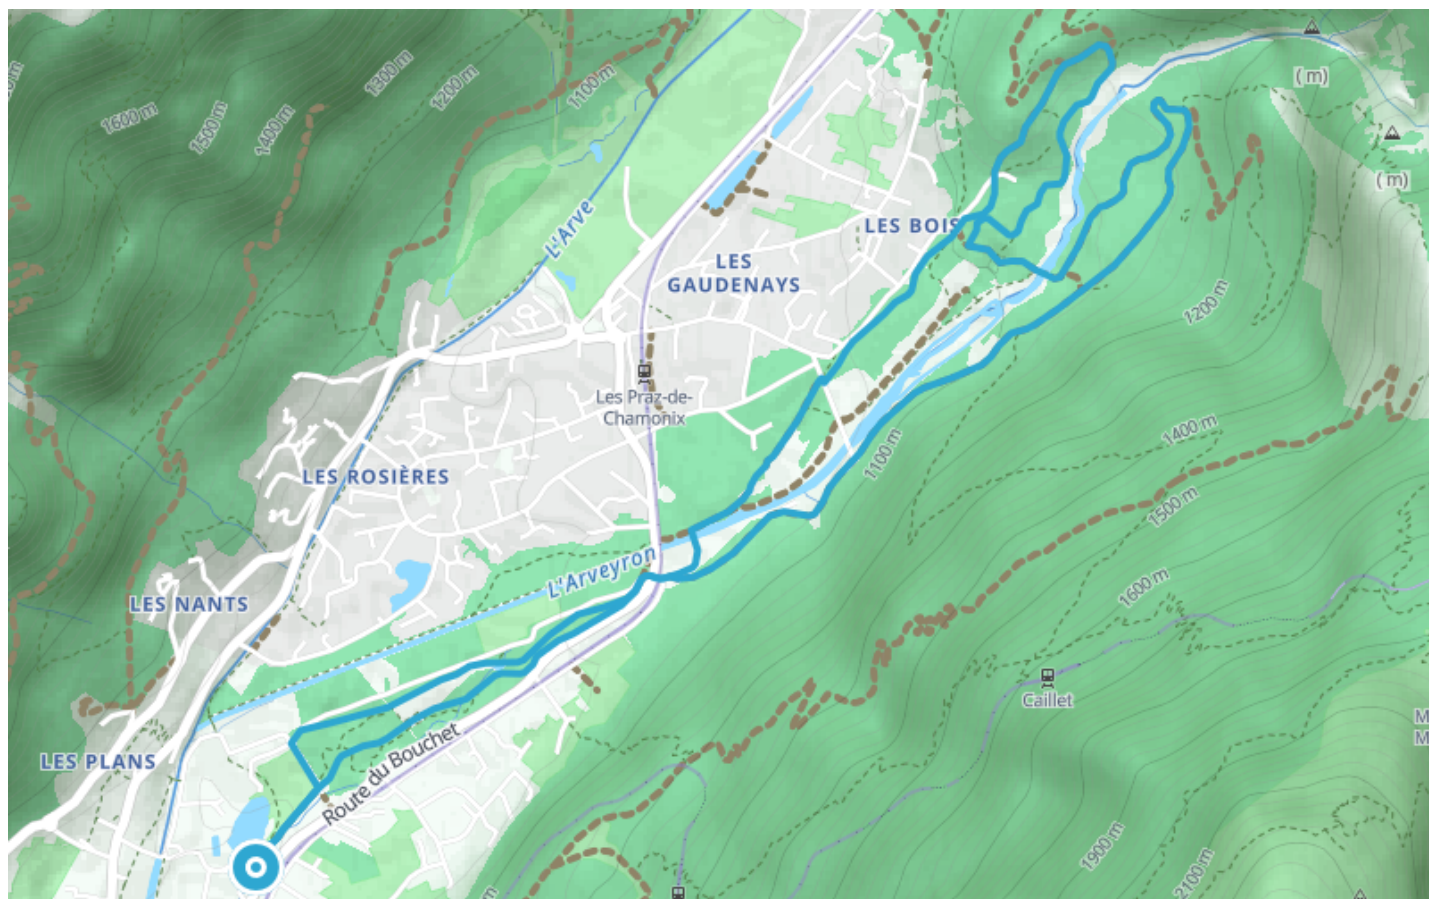 1300 m
1200 m
1100 m
1600 m
1500 m
1400 m
( m)
( m)
L'Arve
LES BOIS
LES
GAUDENAYS
1200 m
Les Praz-de-
Chamonix
1400 m
1100 m
LES ROSIÈRES
1500 m
L'Arveyron
1600 m
LES NANTS
Caillet
M
M
LES PLANS
Route du Bouchet
1900 m
2100 m